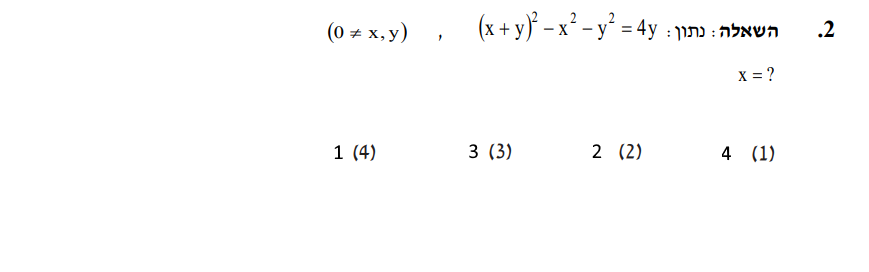 2. השאלה: נתון: (x + y)² − x² − y² = 4y , (0 ≠ x, y)
x = ?
(1) 4 (2) 2 (3) 3 (4) 1